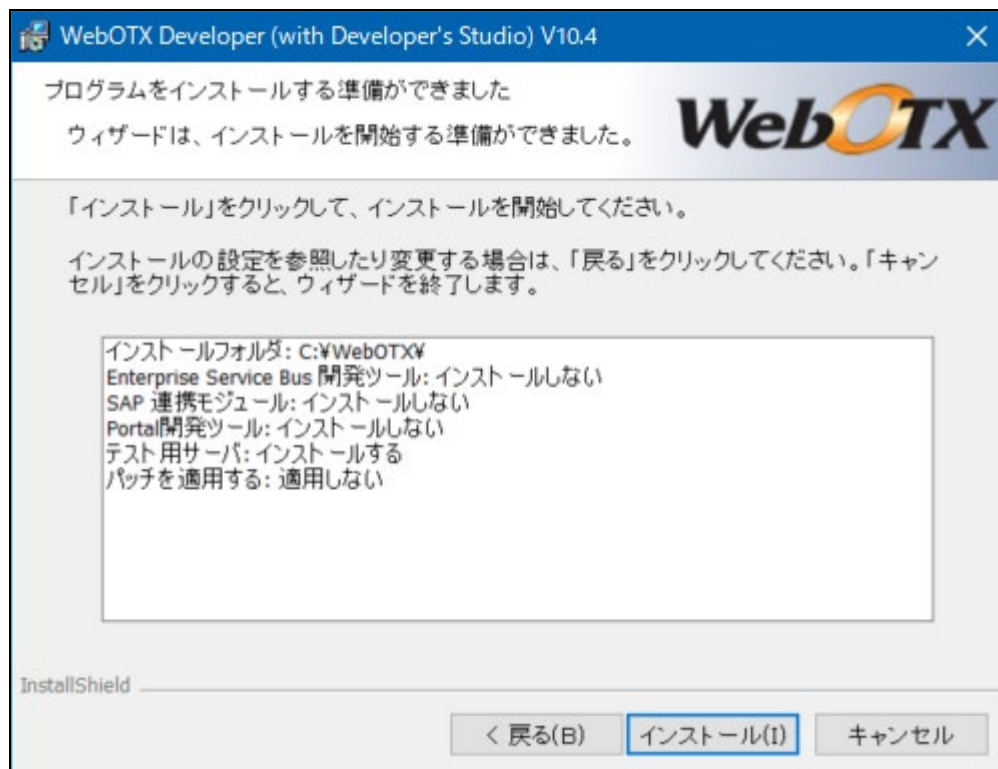 WebOTX Developer (with Developer's Studio) V10.4
プログラムをインストールする準備ができました
ウィザードは、インストールを開始する準備ができました。
WebOTX
「インストール」をクリックして、インストールを開始してください。
インストールの設定を参照したり変更する場合は、「戻る」をクリックしてください。「キャン
セル」をクリックすると、ウィザードを終了します。
インストールフォルダ: C:¥WebOTX¥
Enterprise Service Bus 開発ツール: インストールしない
SAP 連携モジュール: インストールしない
Portal開発ツール: インストールしない
テスト用サーバ: インストールする
パッチを適用する: 適用しない
InstallShield
< 戻る(B)
インストール(I)
キャンセル